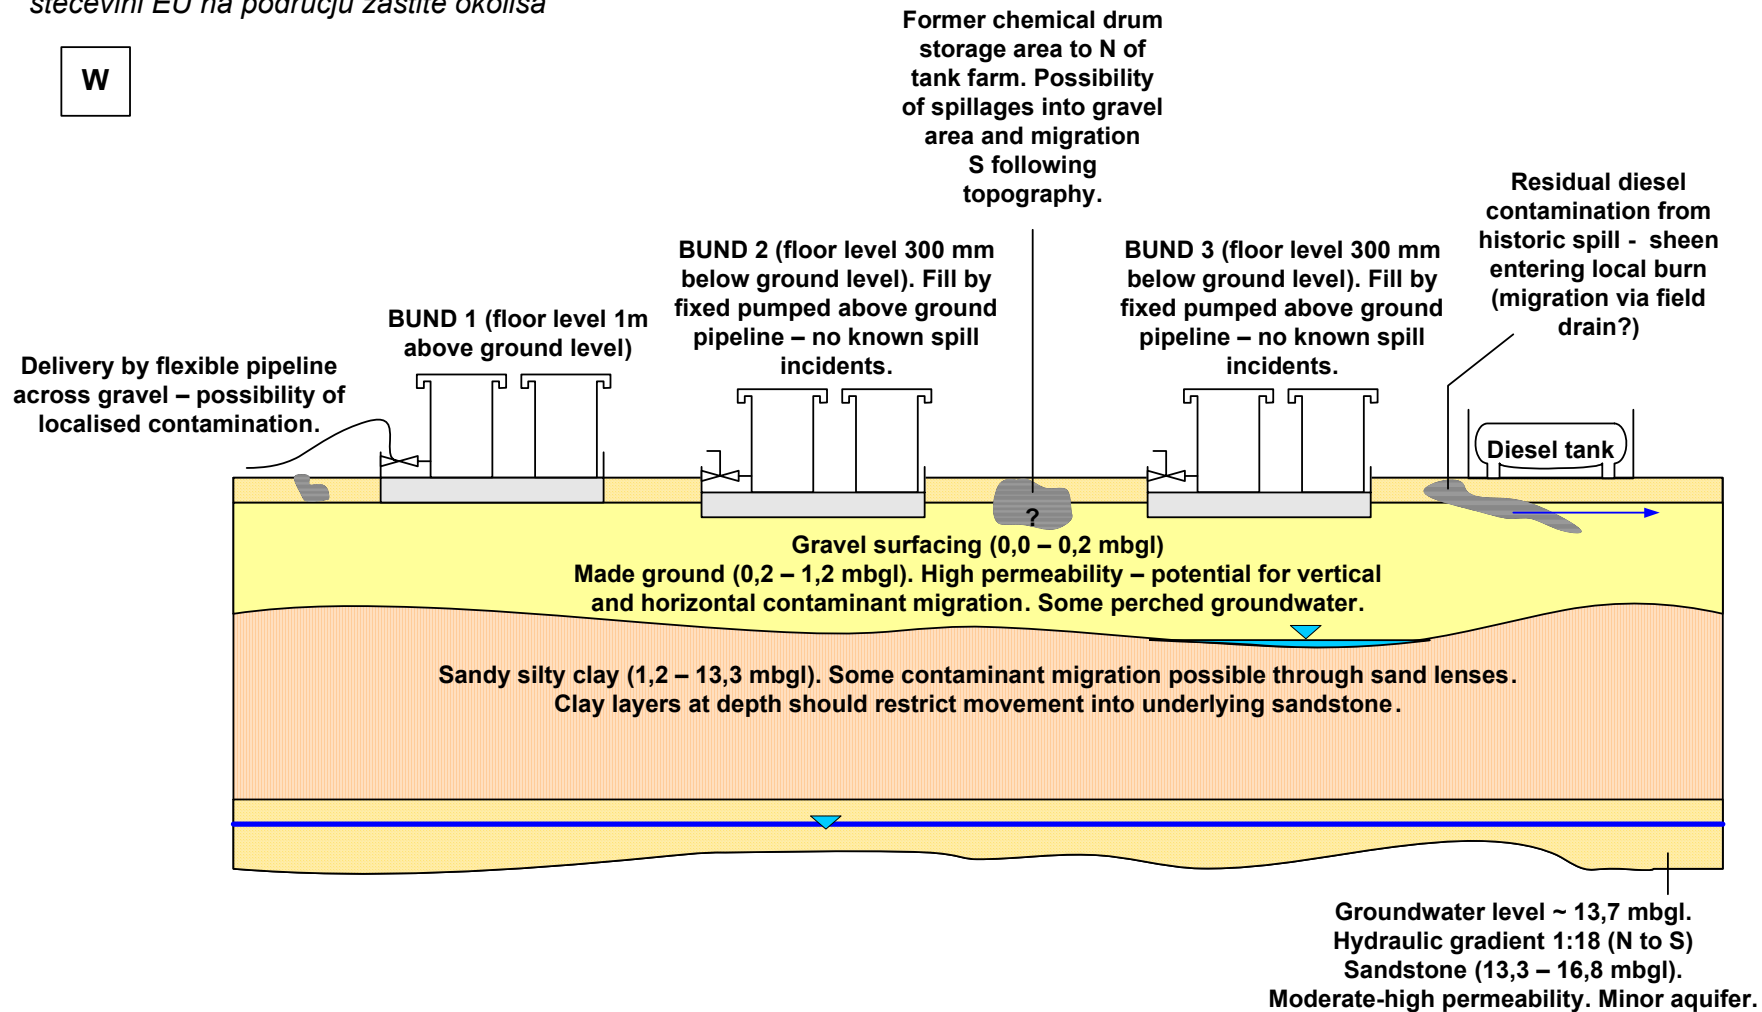 stečevini EU na području zaštite okoliša
W
Former chemical drum
storage area to N of
tank farm. Possibility
of spillages into gravel
area and migration
S following
topography.
Residual diesel
contamination from
historic spill - sheen
entering local burn
(migration via field
drain?)
BUND 2 (floor level 300 mm
below ground level). Fill by
fixed pumped above ground
pipeline – no known spill
incidents.
BUND 3 (floor level 300 mm
below ground level). Fill by
fixed pumped above ground
pipeline – no known spill
incidents.
BUND 1 (floor level 1m
above ground level)
Delivery by flexible pipeline
across gravel – possibility of
localised contamination.
Diesel tank
?
Gravel surfacing (0,0 – 0,2 mbgl)
Made ground (0,2 – 1,2 mbgl). High permeability – potential for vertical
and horizontal contaminant migration. Some perched groundwater.
Sandy silty clay (1,2 – 13,3 mbgl). Some contaminant migration possible through sand lenses.
Clay layers at depth should restrict movement into underlying sandstone.
Groundwater level ~ 13,7 mbgl.
Hydraulic gradient 1:18 (N to S)
Sandstone (13,3 – 16,8 mbgl).
Moderate-high permeability. Minor aquifer.